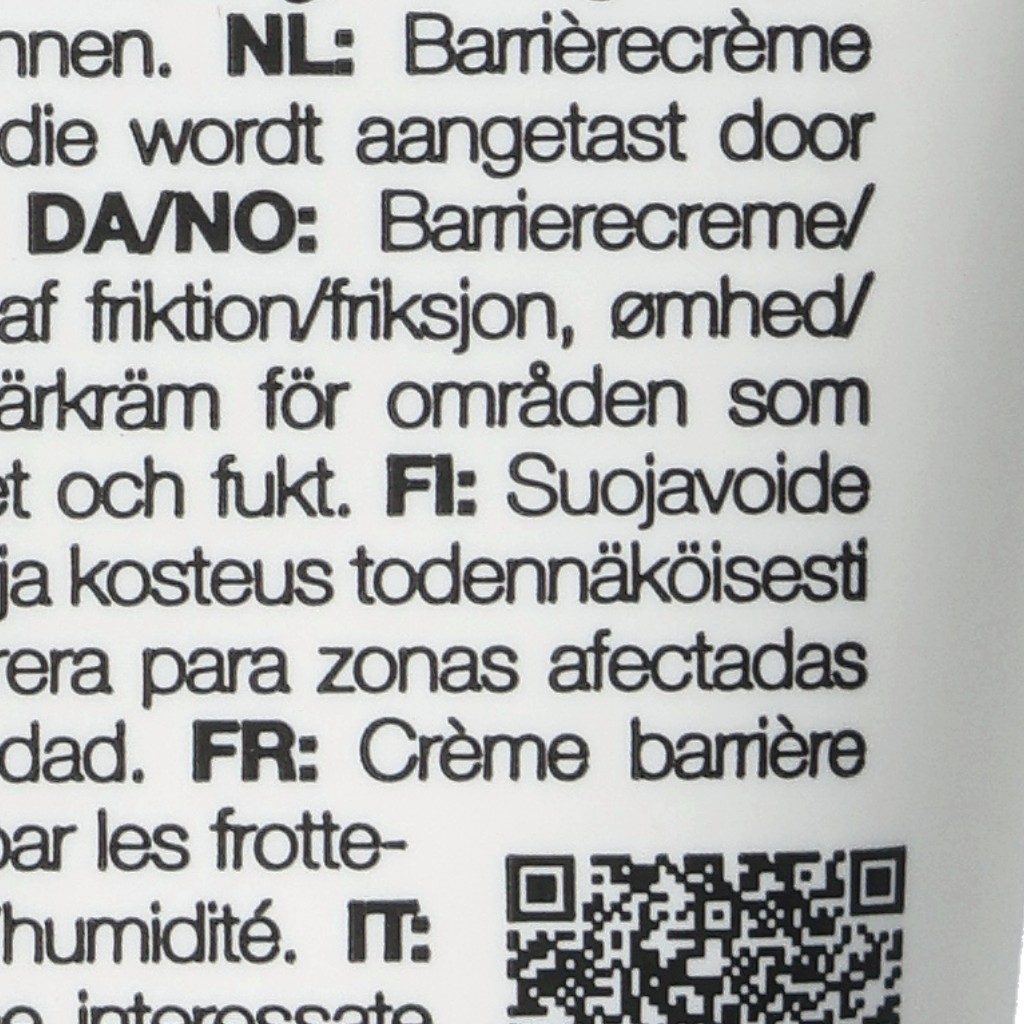 nnen. NL: Barrièrecrème
die wordt aangetast door
DA/NO: Barrierecreme/
af friktion/friksjon, ømhed/
ärkräm för områden som
et och fukt. FI: Suojavoide
ja kosteus todennäköisesti
rera para zonas afectadas
dad. FR: Crème barrière
par les frotte-
'humidité. IT:
interessate